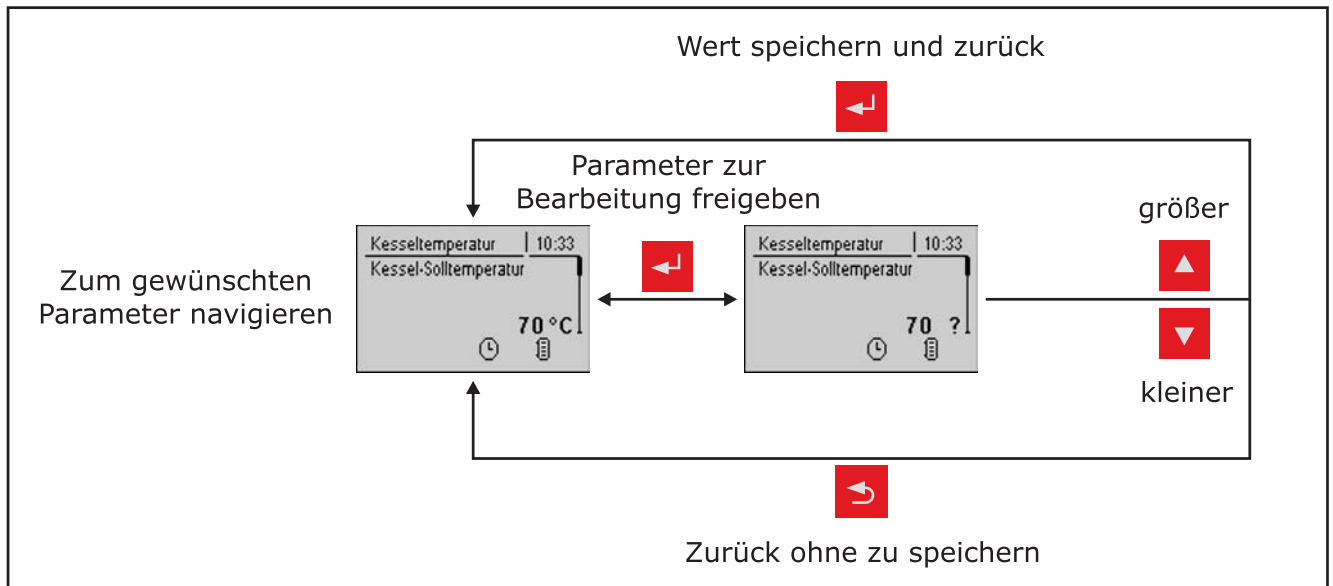 Wert speichern und zurück
Parameter zur
Bearbeitung freigeben
größer
Zum gewünschten
Parameter navigieren
Kesseltemperatur 10:33
Kessel-Solltemperatur
70 °C
Kesseltemperatur 10:33
Kessel-Solltemperatur
70 ?
kleiner
Zurück ohne zu speichern